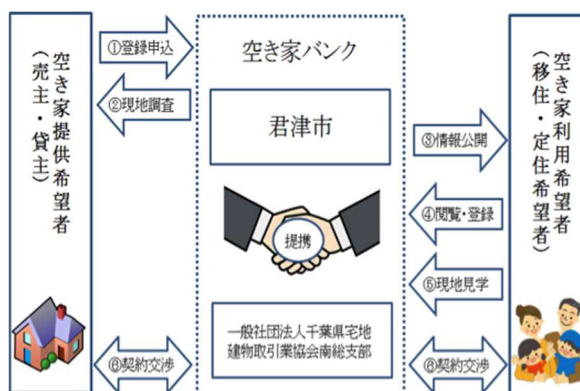 空き家提供希望者
（売主・貸主）
①登録申込
②現地調査
空き家バンク
君津市
提携
一般社団法人千葉県宅地
建物取引業協会南総支部
③情報公開
④閲覧・登録
⑤現地見学
⑥契約交渉
⑥契約交渉
空き家利用希望者
（移住・定住希望者）